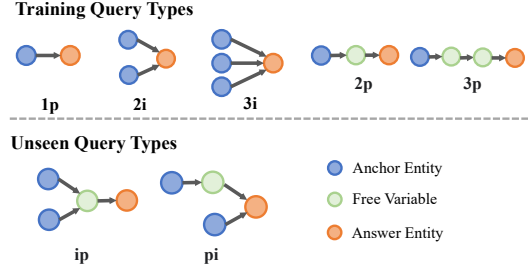 Training Query Types
1p
2i
3i
2p
3p
Unseen Query Types
ip
pi
Anchor Entity
Free Variable
Answer Entity